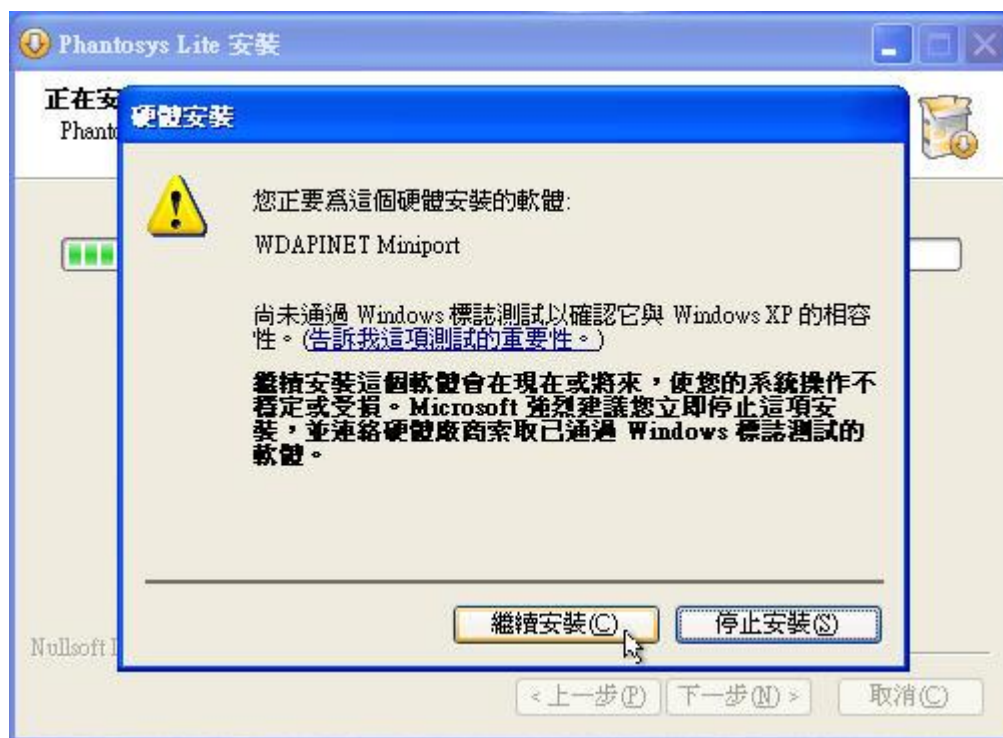 Phantosys Lite 安裝
正在安
Phanto
硬體安裝
您正要為這個硬體安裝的軟體:
WDAPINET Miniport
尚未通過 Windows 標誌測試以確認它與 Windows XP 的相容
性。(告訴我這項測試的重要性。)
繼續安裝這個軟體會在現在或將來，使您的系統操作不
穩定或受損。Microsoft 強烈建議您立即停止這項安
裝，並連絡硬體廠商索取已通過 Windows 標誌測試的
軟體。
繼續安裝(C)
停止安裝(S)
Nullsoft I
<上一步(P)
下一步(N) >
取消(C)